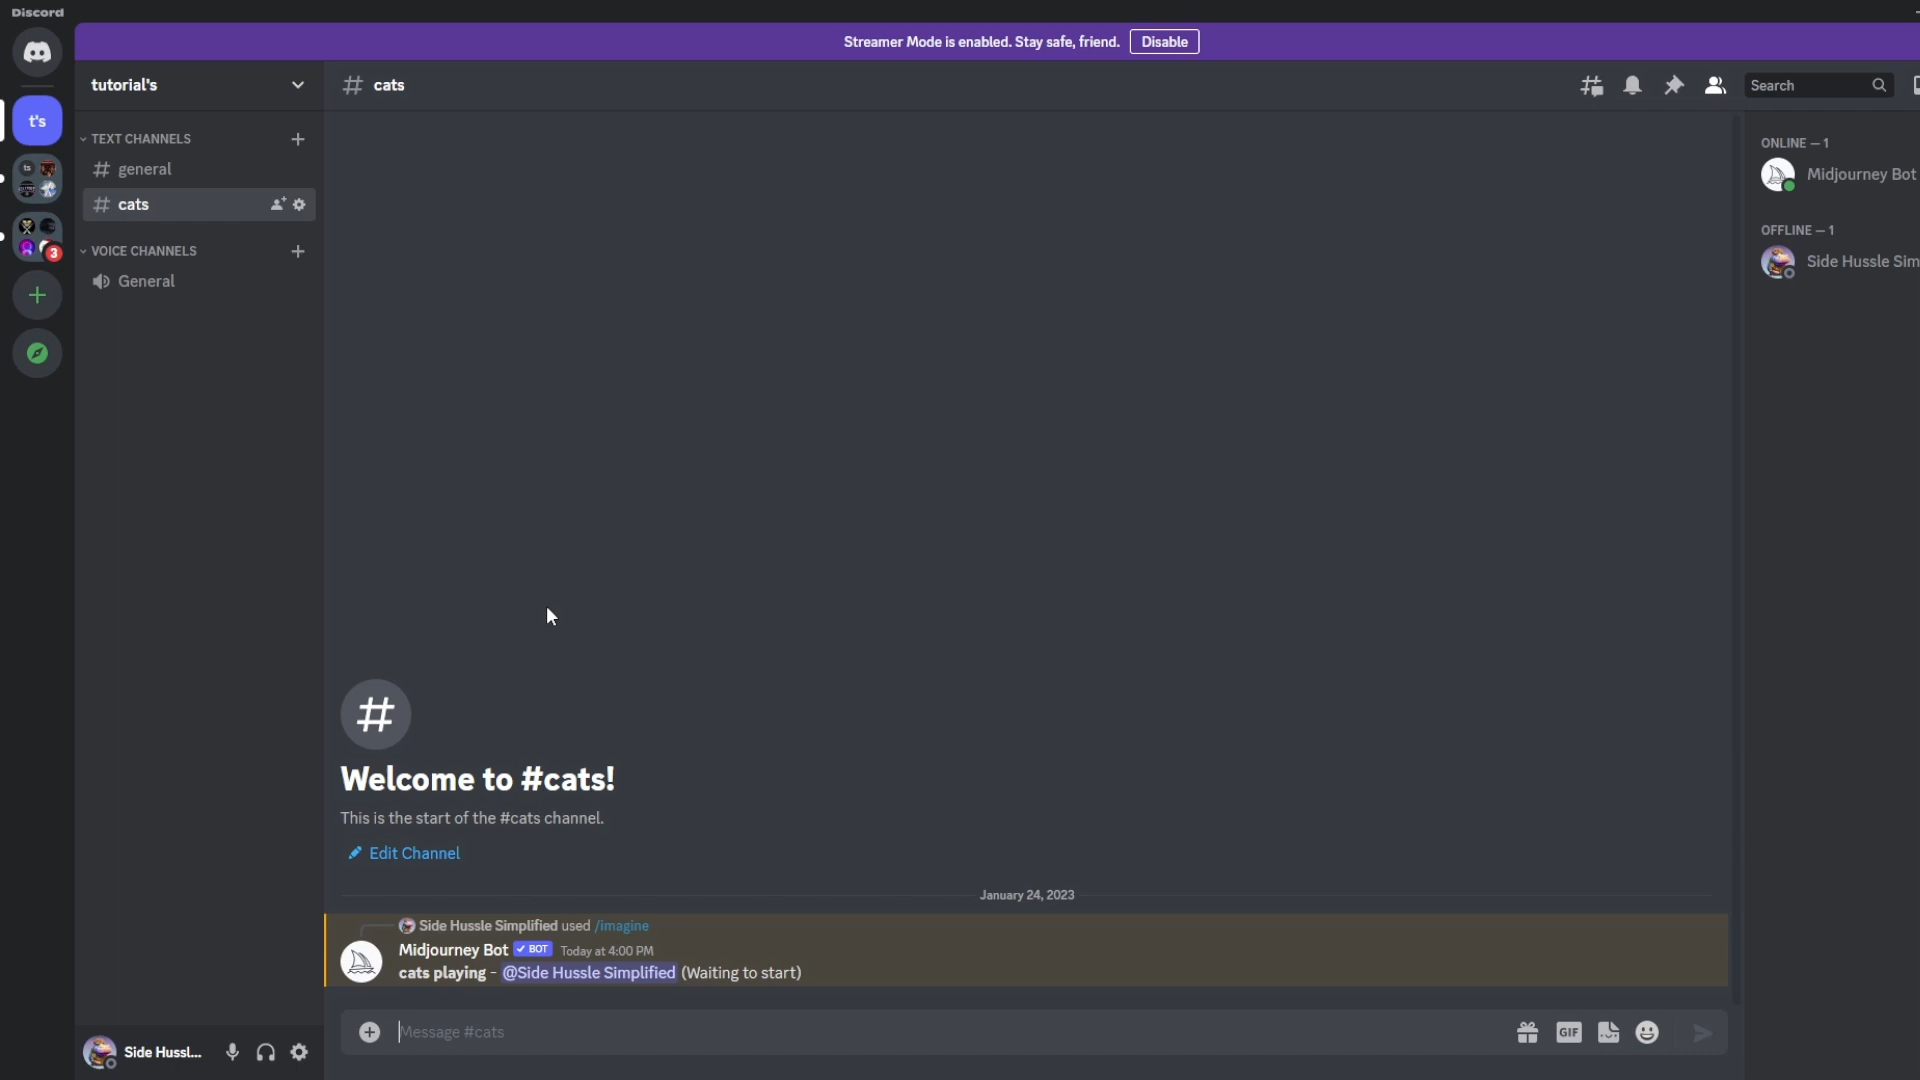 Discord
Streamer Mode is enabled. Stay safe, friend. Disable
tutorial's
cats
Search
t's
TEXT CHANNELS
general
cats
VOICE CHANNELS
General
ts
3
ONLINE — 1
Midjourney Bot
OFFLINE — 1
Side Hussle Sim
Welcome to #cats!
This is the start of the #cats channel.
Edit Channel
January 24, 2023
Side Hussle Simplified used /imagine
Midjourney Bot BOT Today at 4:00 PM
cats playing - @Side Hussle Simplified (Waiting to start)
Message #cats
GIF
Side Hussl...